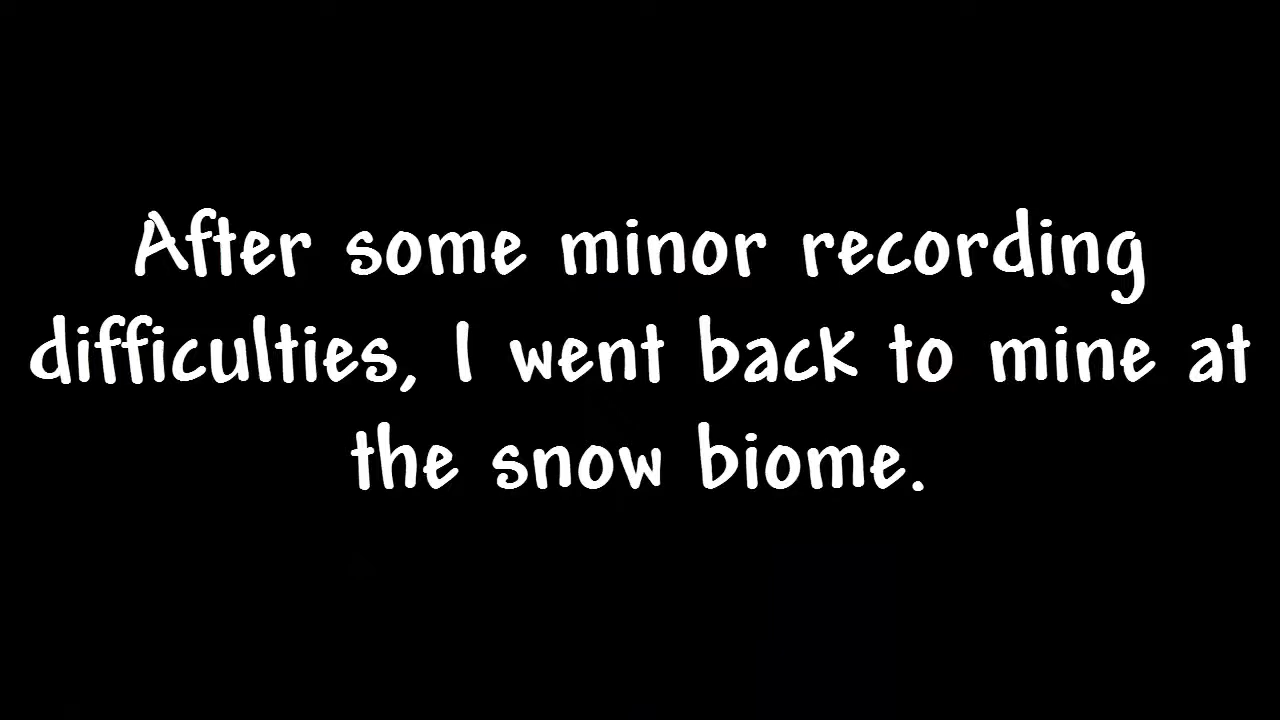 After some minor recording
difficulties, I went back to mine at
the snow biome.